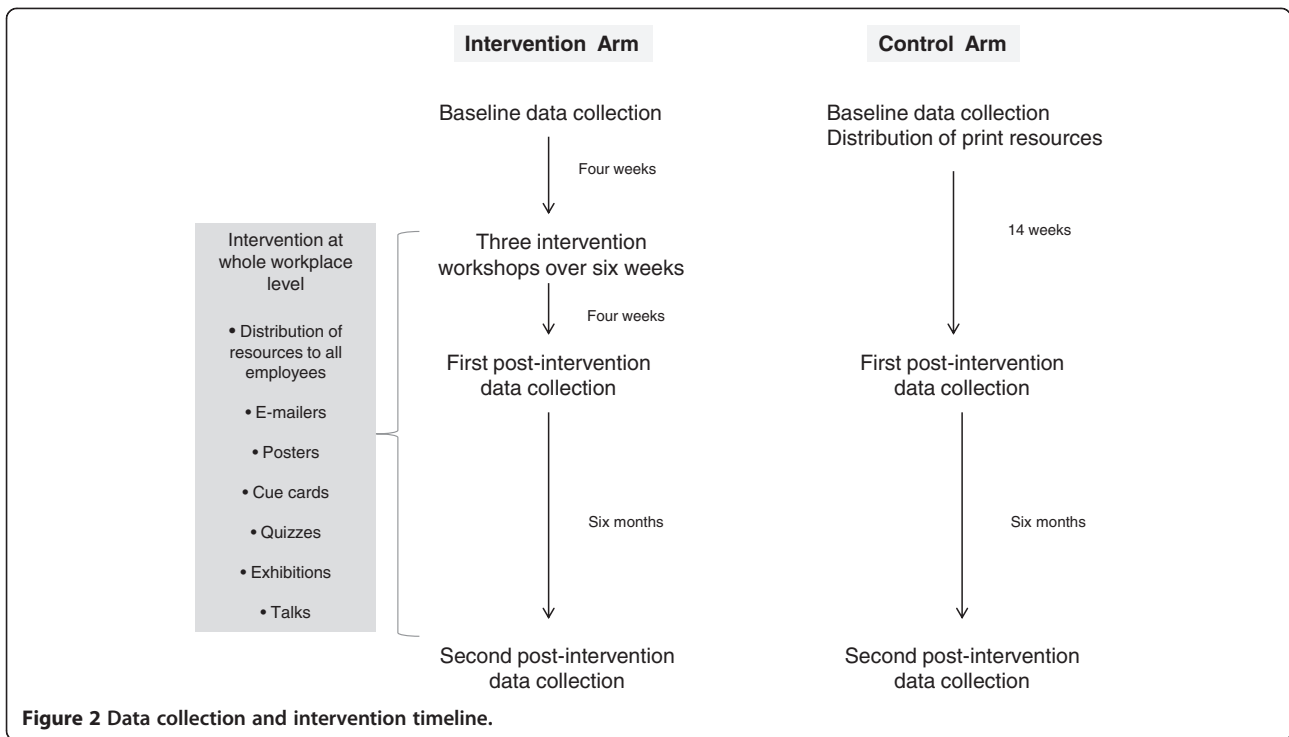 Intervention Arm
Control Arm
Baseline data collection
Baseline data collection
Distribution of print resources
Four weeks
14 weeks
Intervention at
whole workplace
level
• Distribution of
resources to all
employees
• E-mailers
• Posters
• Cue cards
• Quizzes
• Exhibitions
• Talks
Three intervention
workshops over six weeks
Four weeks
First post-intervention
data collection
First post-intervention
data collection
Six months
Six months
Second post-intervention
data collection
Second post-intervention
data collection
Figure 2 Data collection and intervention timeline.